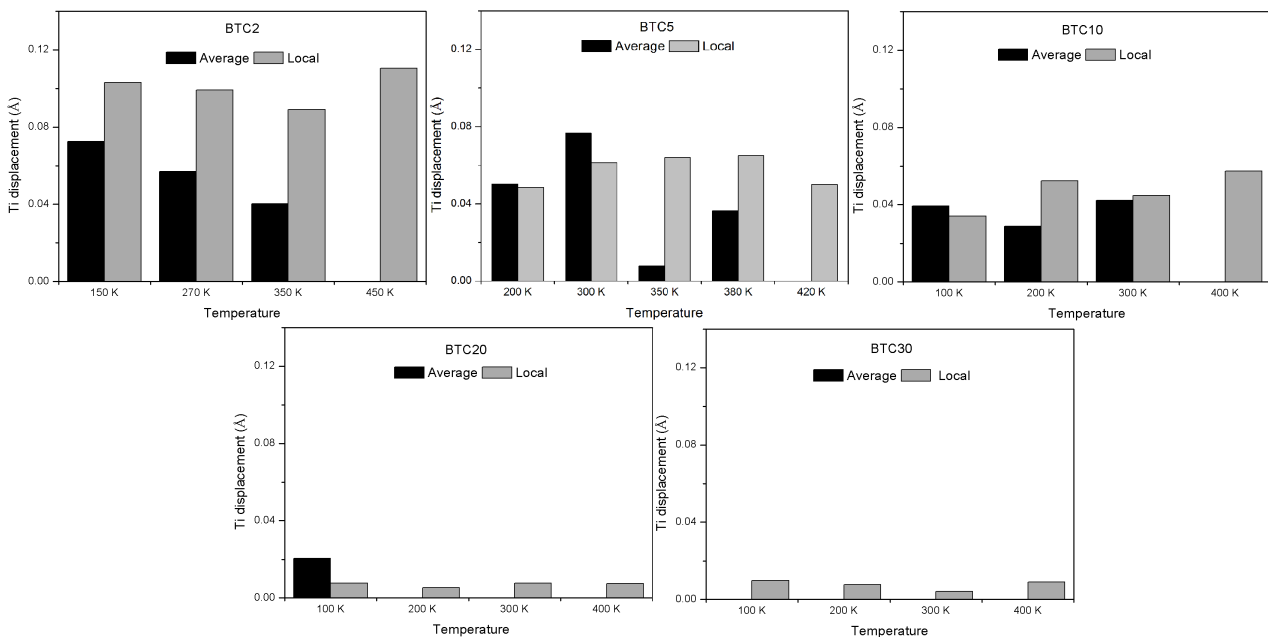 BTC2
Average Local
Ti displacement (Å)
0.12
0.08
0.04
0.00
150 K 270 K 350 K 450 K
Temperature
BTC5
Average Local
Ti displacement (Å)
0.12
0.08
0.04
0.00
200 K 300 K 350 K 380 K 420 K
Temperature
BTC10
Average Local
Ti displacement (Å)
0.12
0.08
0.04
0.00
100 K 200 K 300 K 400 K
Temperature
BTC20
Average Local
Ti displacement (Å)
0.12
0.08
0.04
0.00
100 K 200 K 300 K 400 K
Temperature
BTC30
Average Local
Ti displacement (Å)
0.12
0.08
0.04
0.00
100 K 200 K 300 K 400 K
Temperature